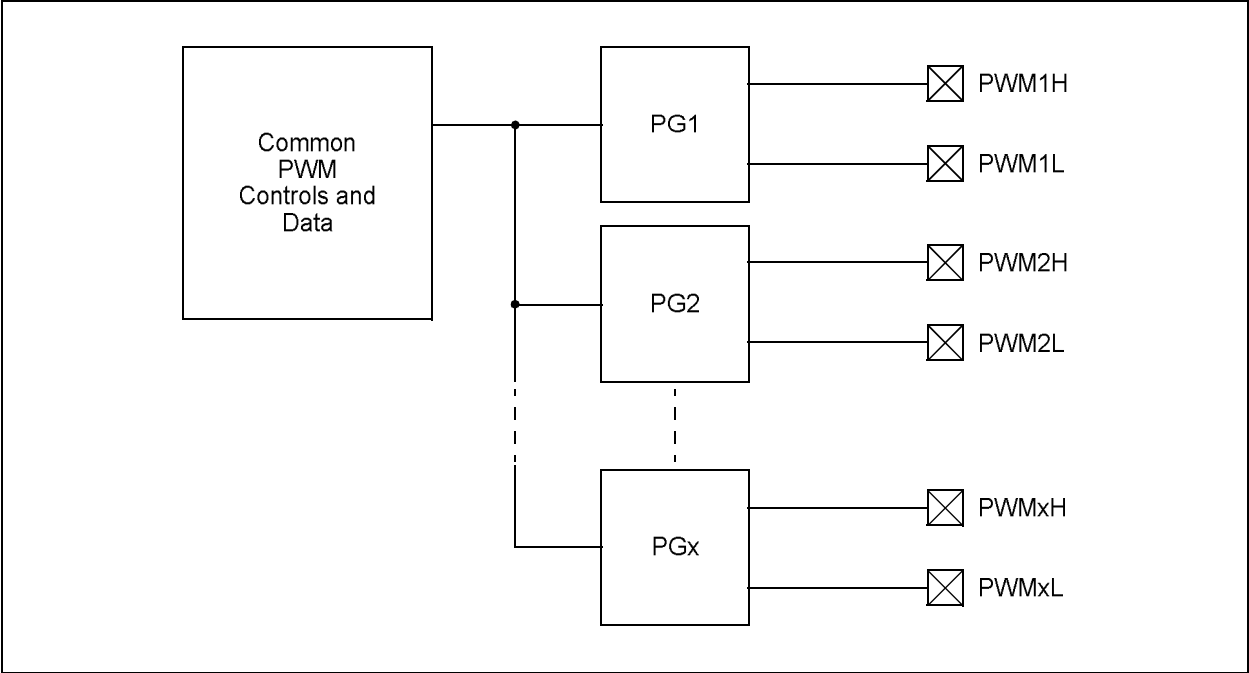 Common
PWM
Controls and
Data
PG1
PWM1H
PWM1L
PG2
PWM2H
PWM2L
PGx
PWMxH
PWMxL